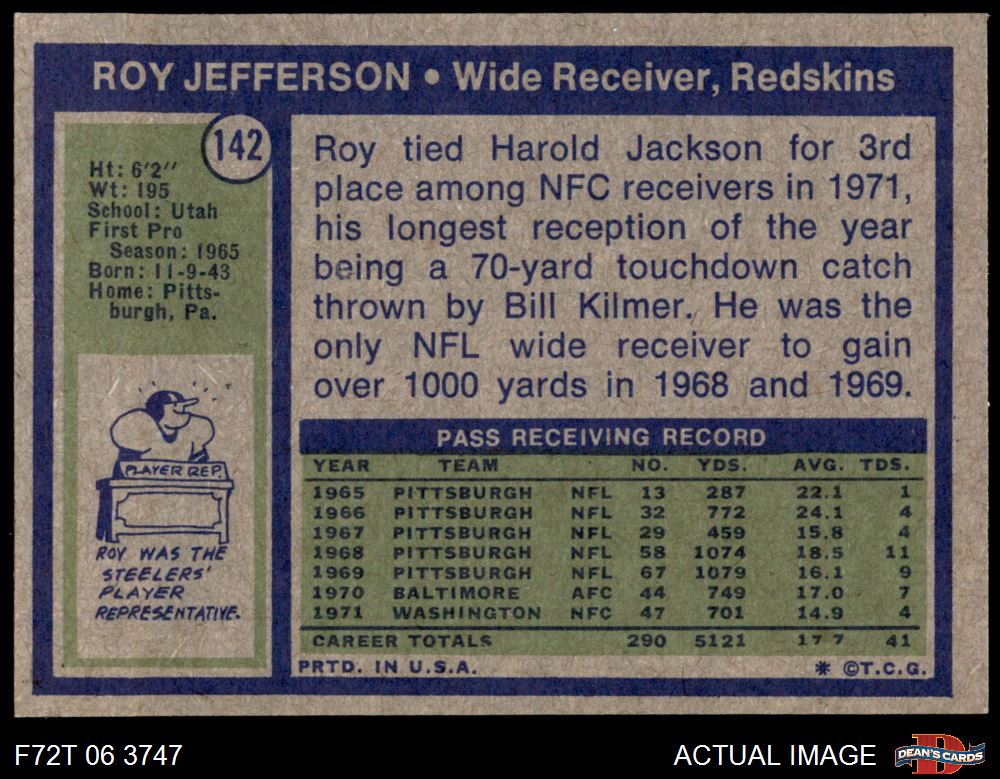 ROY JEFFERSON • Wide Receiver, Redskins
142
Ht: 6'2''
Wt: 195
School: Utah
First Pro
Season: 1965
Born: 11-9-43
Home: Pitts-
burgh, Pa.
PLAYER REP.
ROY WAS THE
STEELERS'
PLAYER
REPRESENTATIVE.
Roy tied Harold Jackson for 3rd
place among NFC receivers in 1971,
his longest reception of the year
being a 70-yard touchdown catch
thrown by Bill Kilmer. He was the
only NFL wide receiver to gain
over 1000 yards in 1968 and 1969.
PASS RECEIVING RECORD
YEAR TEAM NO. YDS. AVG. TDS.
1965 PITTSBURGH NFL 13 287 22.1 1
1966 PITTSBURGH NFL 32 772 24.1 4
1967 PITTSBURGH NFL 29 459 15.8 4
1968 PITTSBURGH NFL 58 1074 18.5 11
1969 PITTSBURGH NFL 67 1079 16.1 9
1970 BALTIMORE AFC 44 749 17.0 7
1971 WASHINGTON NFC 47 701 14.9 4
CAREER TOTALS 290 5121 17.7 41
PRTD. IN U.S.A. * ©T.C.G.
F72T 06 3747
ACTUAL IMAGE
DEAN'S CARDS